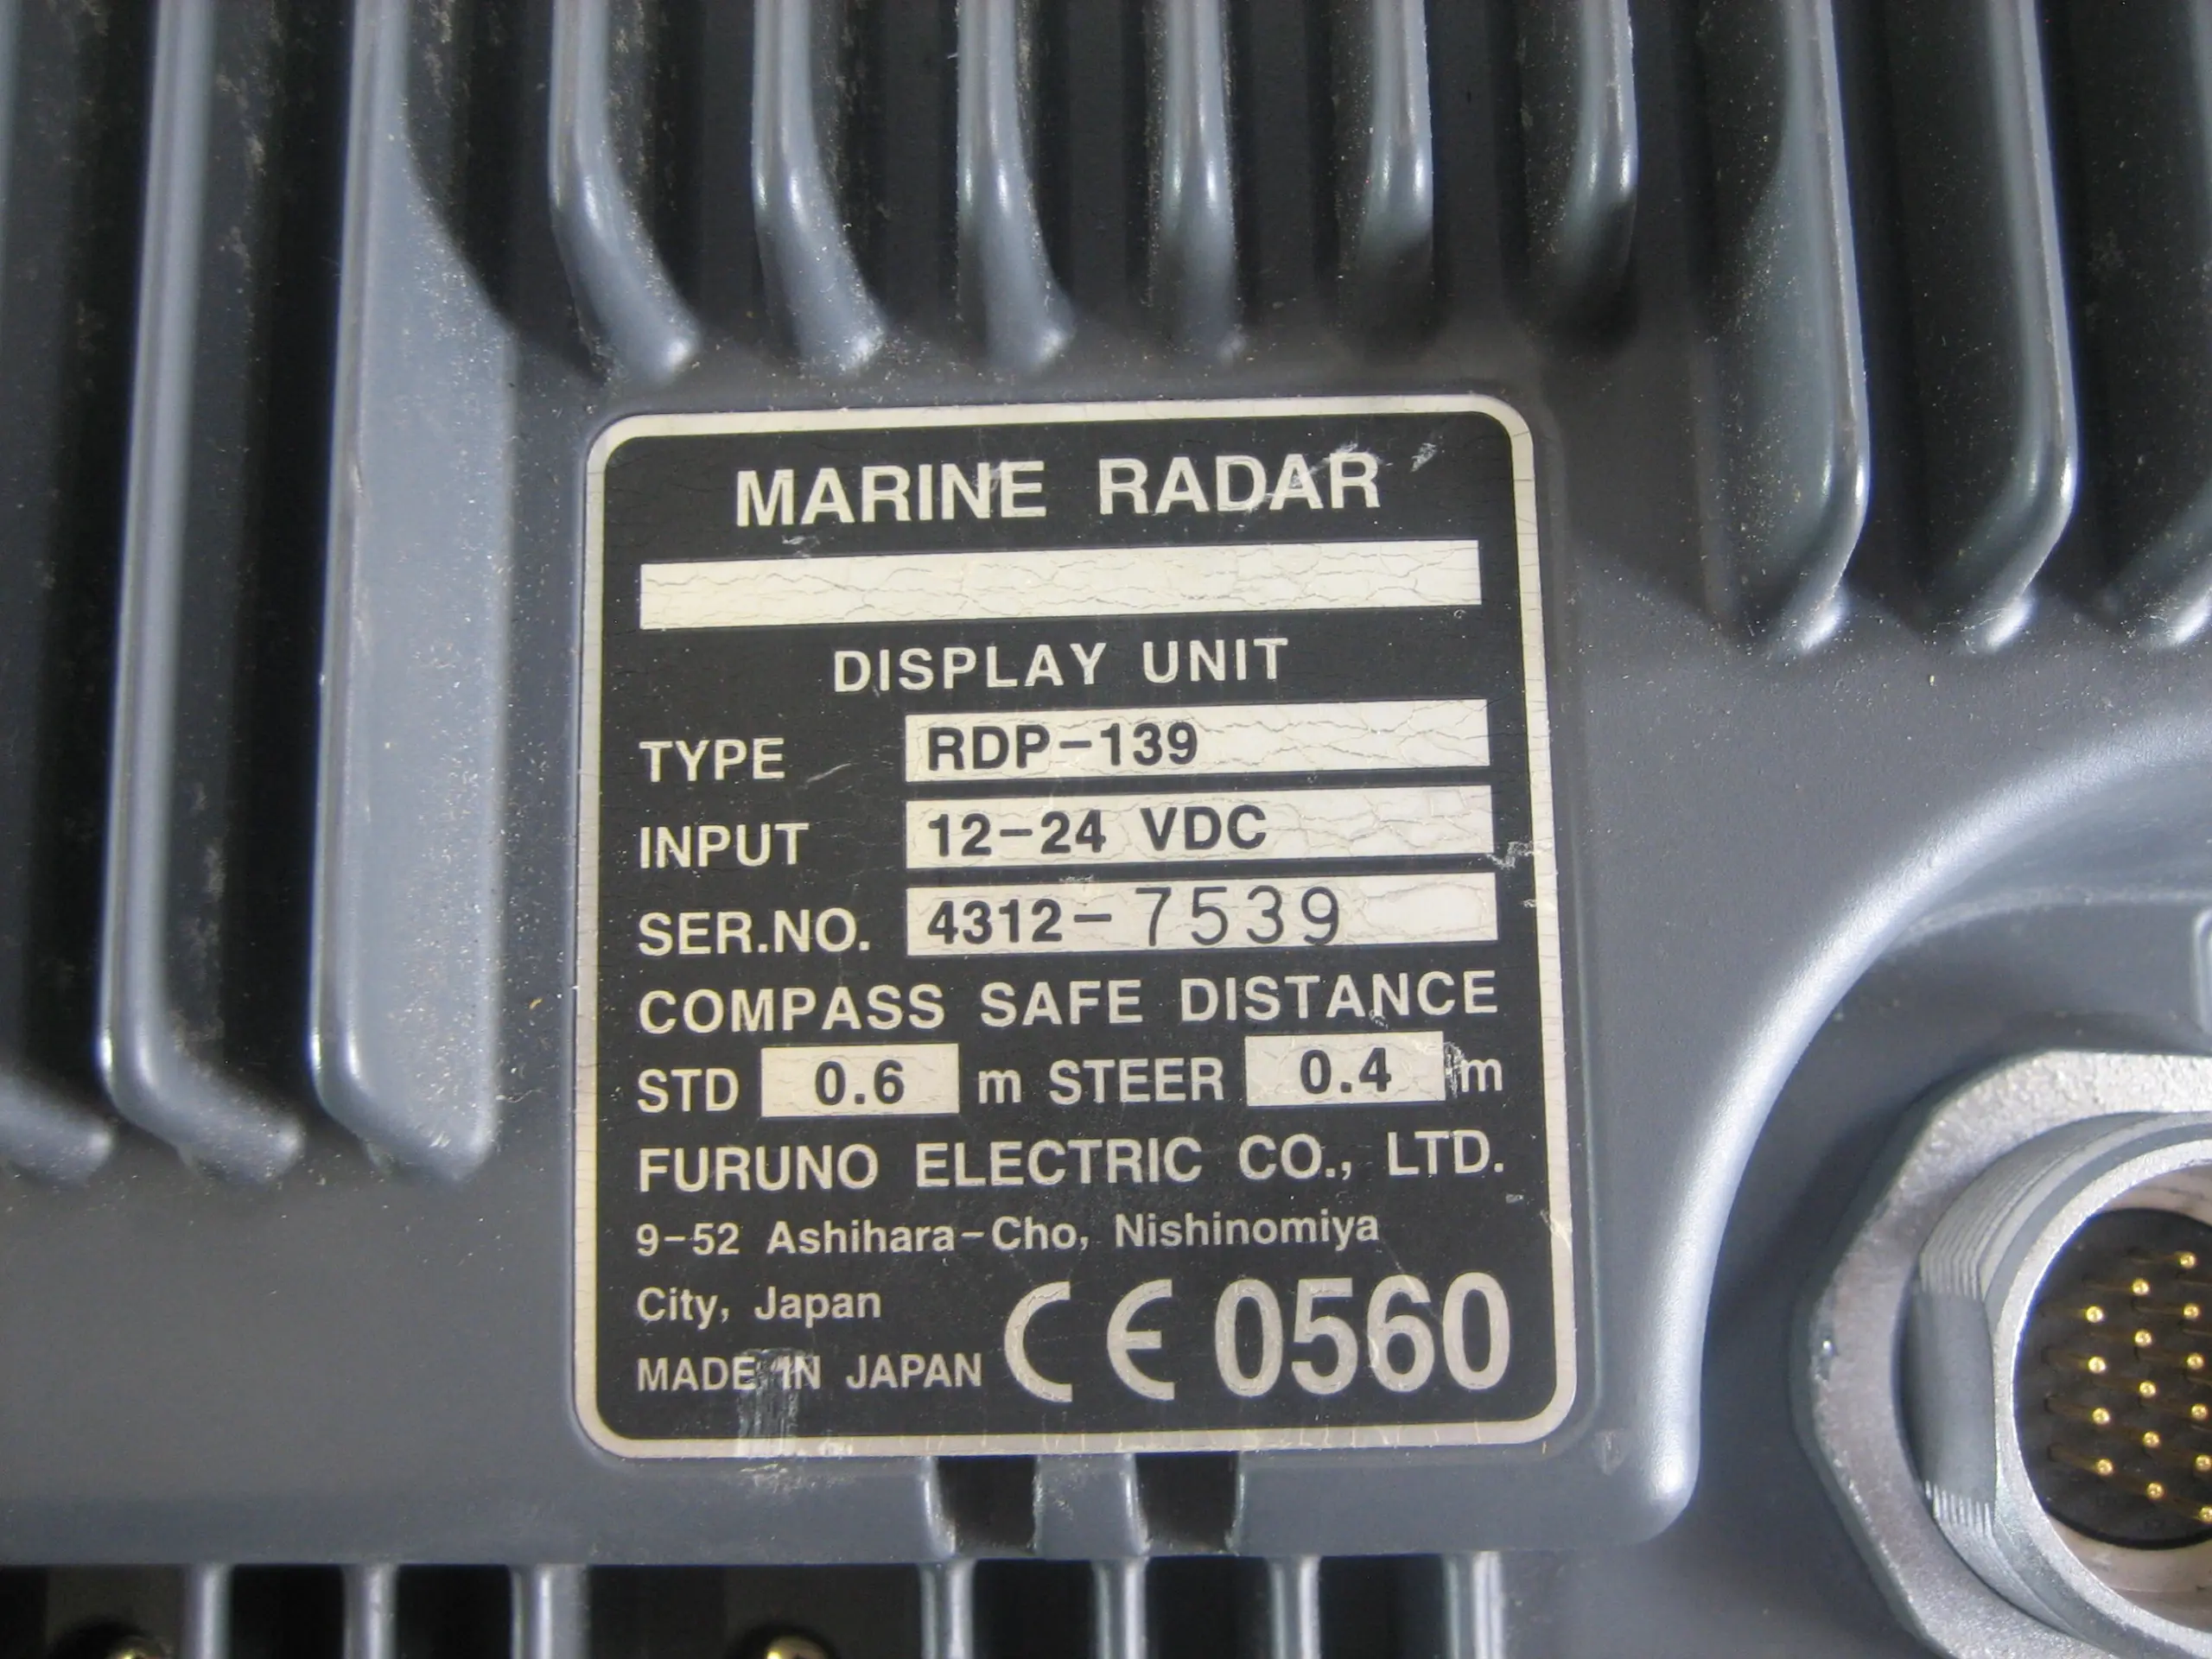 MARINE RADAR
DISPLAY UNIT
TYPE RDP-139
INPUT 12-24 VDC
SER.NO. 4312-7539
COMPASS SAFE DISTANCE
STD 0.6 m STEER 0.4 m
FURUNO ELECTRIC CO., LTD.
9-52 Ashihara-Cho, Nishinomiya
City, Japan
MADE IN JAPAN CE 0560